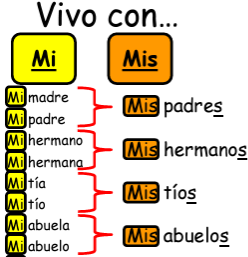 Vivo con...
Mi Mis
Mi madre
Mi padre
Mis padres
Mi hermano
Mi hermana
Mis hermanos
Mi tía
Mi tío
Mis tíos
Mi abuela
Mi abuelo
Mis abuelos